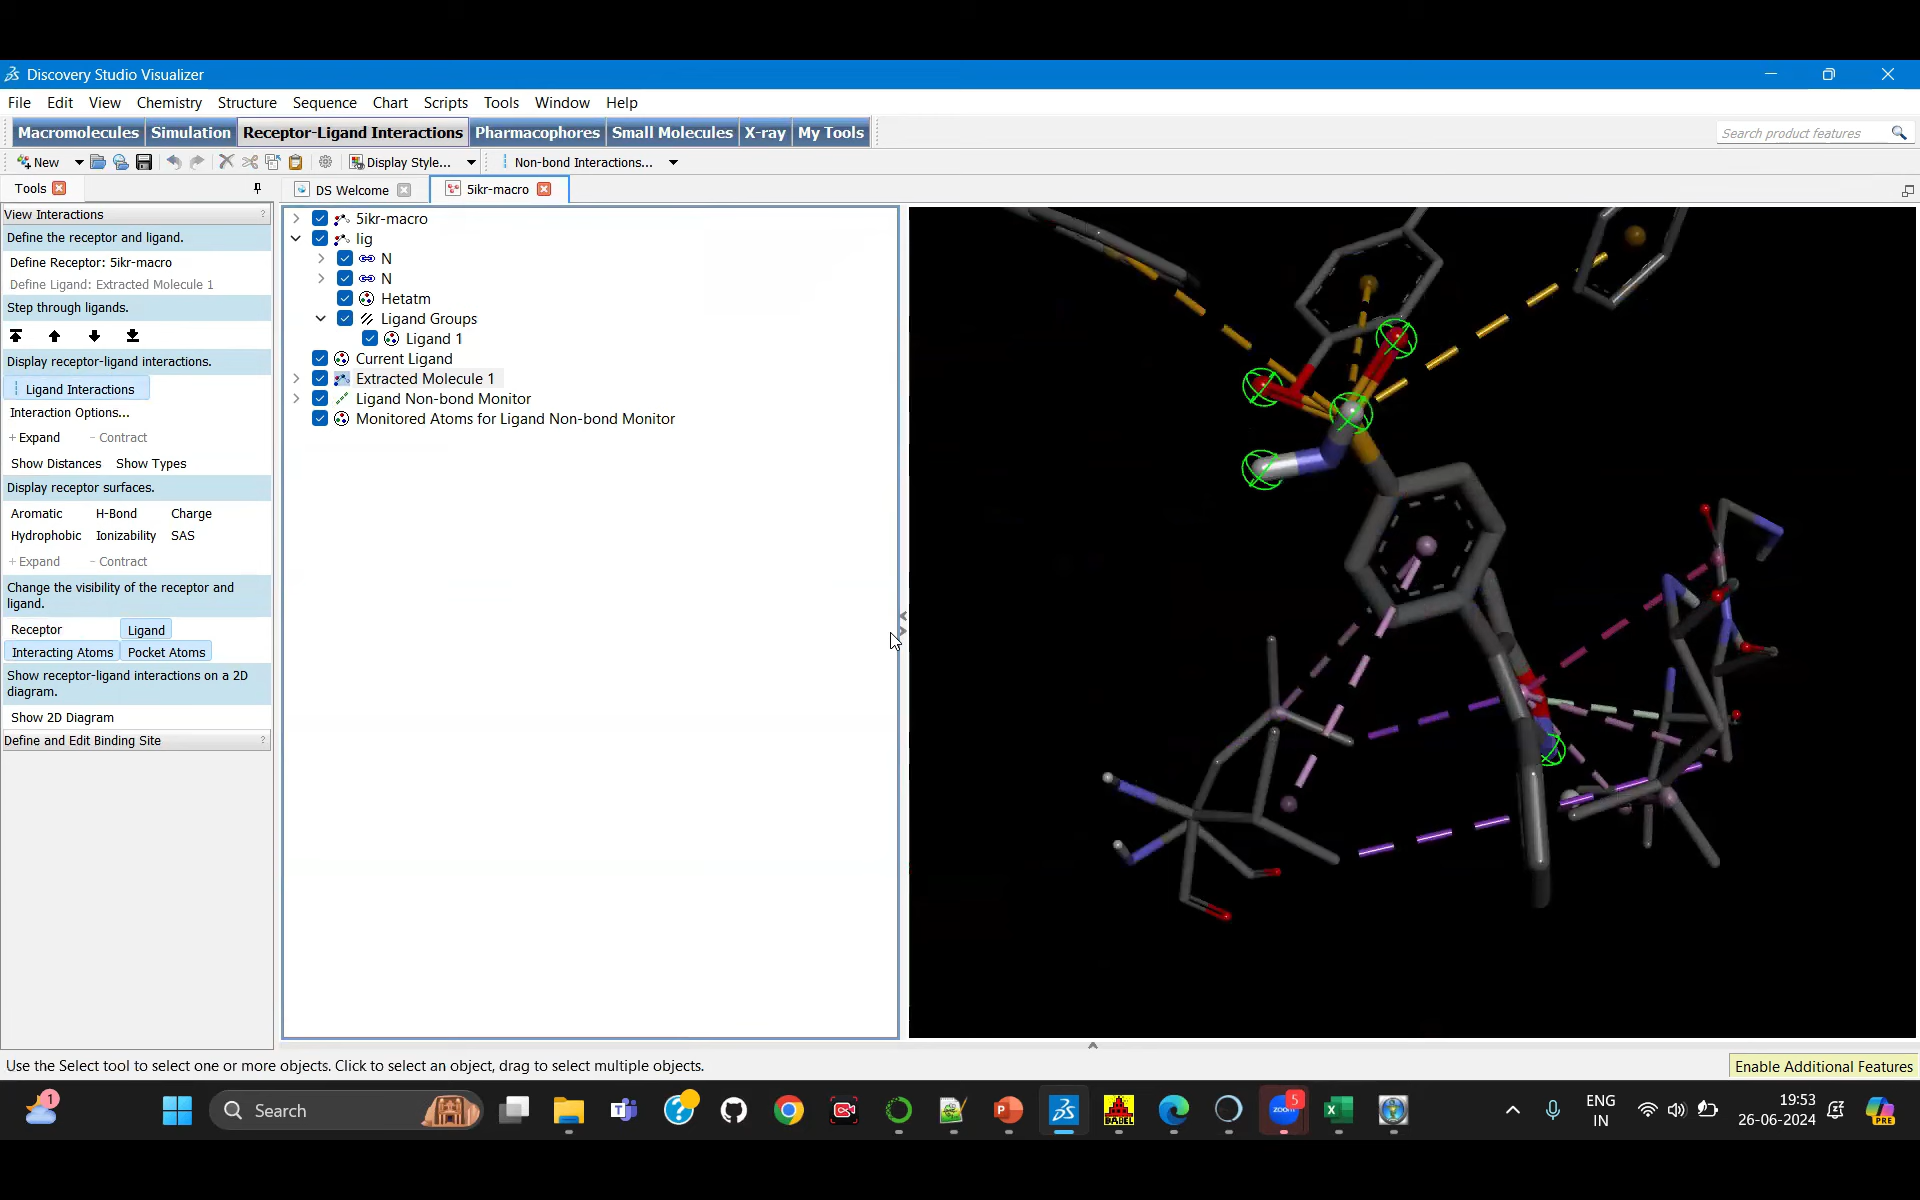 Discovery Studio Visualizer
File Edit View Chemistry Structure Sequence Chart Scripts Tools Window Help
Macromolecules Simulation Receptor-Ligand Interactions Pharmacophores Small Molecules X-ray My Tools
Search product features
New Display Style... Non-bond Interactions...
Tools DS Welcome 5ikr-macro
View Interactions ?
Define the receptor and ligand.
Define Receptor: 5ikr-macro
Define Ligand: Extracted Molecule 1
Step through ligands.
Display receptor-ligand interactions.
Ligand Interactions
Interaction Options...
+ Expand - Contract
Show Distances Show Types
Display receptor surfaces.
Aromatic H-Bond Charge
Hydrophobic Ionizability SAS
+ Expand - Contract
Change the visibility of the receptor and
ligand.
Receptor Ligand
Interacting Atoms Pocket Atoms
Show receptor-ligand interactions on a 2D
diagram.
Show 2D Diagram
Define and Edit Binding Site ?
5ikr-macro
lig
N
N
Hetatm
Ligand Groups
Ligand 1
Current Ligand
Extracted Molecule 1
Ligand Non-bond Monitor
Monitored Atoms for Ligand Non-bond Monitor
Use the Select tool to select one or more objects. Click to select an object, drag to select multiple objects.
Enable Additional Features
1
Search
BABEL
zoom
5
ENG
IN
19:53
26-06-2024
PRE